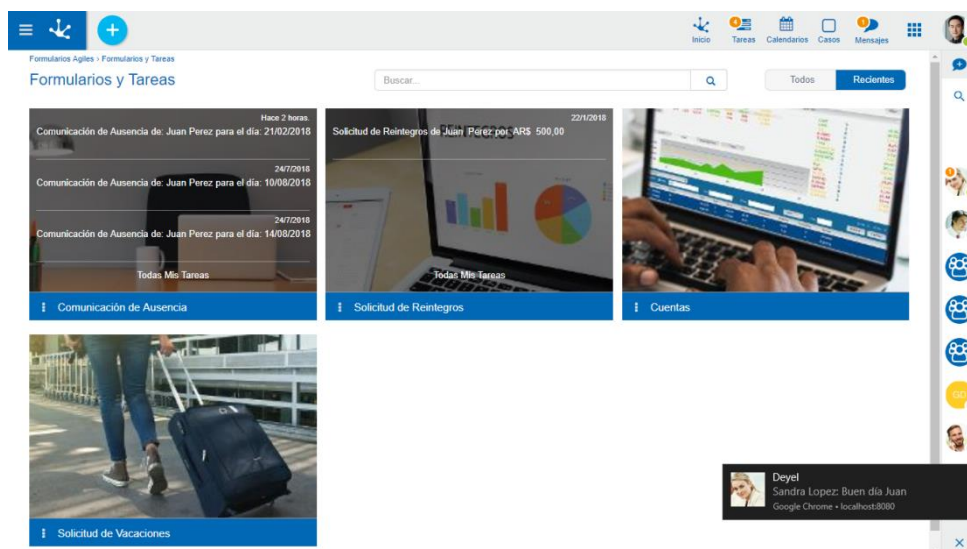 Inicio
4
Tareas
Calendarios
Casos
1
Mensajes
Formularios Agiles › Formularios y Tareas
Formularios y Tareas
Buscar...
Todos
Recientes
Hace 2 horas.
Comunicación de Ausencia de: Juan Perez para el día: 21/02/2018
24/7/2018
Comunicación de Ausencia de: Juan Perez para el día: 10/08/2018
24/7/2018
Comunicación de Ausencia de: Juan Perez para el día: 14/08/2018
Todas Mis Tareas
Comunicación de Ausencia
22/1/2018
Solicitud de Reintegros de Juan Perez por AR$ 500,00
REINTEGROS
Todas Mis Tareas
Solicitud de Reintegros
Cuentas
Solicitud de Vacaciones
GD
Deyel
Sandra Lopez: Buen día Juan
Google Chrome • localhost:8080